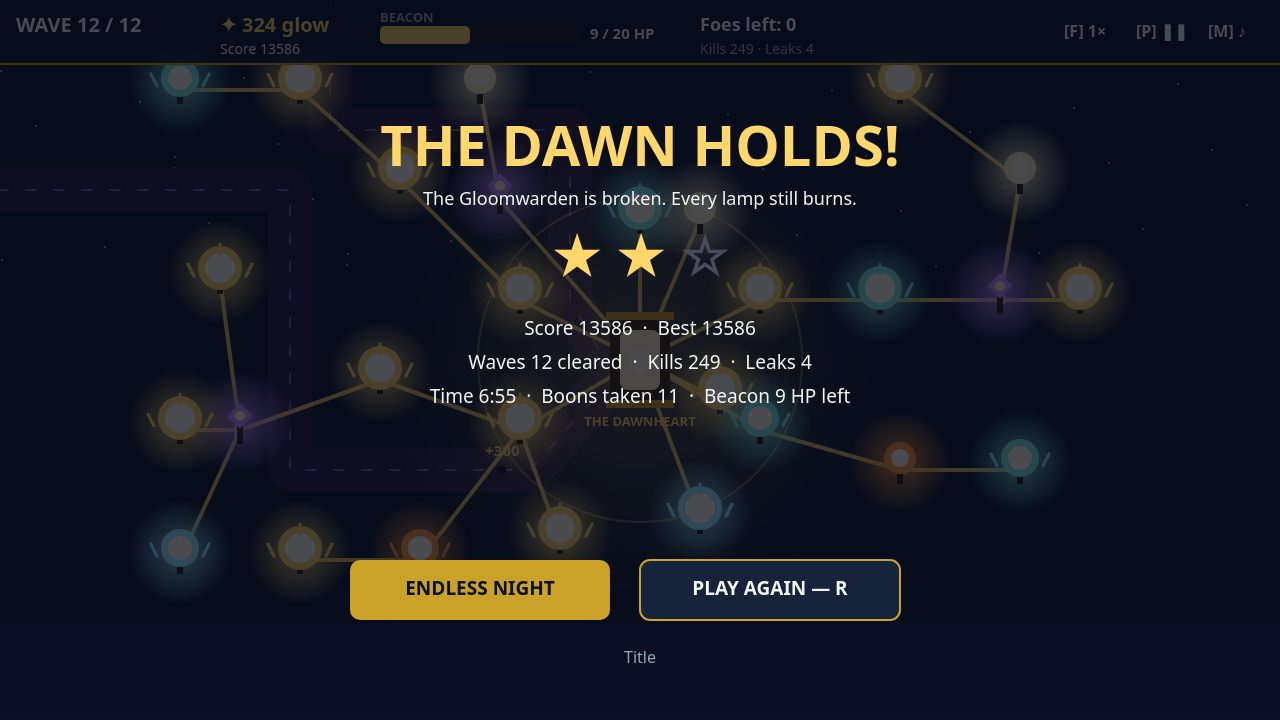 WAVE 12 / 12
✦ 324 glow
Score 13586
BEACON
9 / 20 HP
Foes left: 0
Kills 249 · Leaks 4
[F] 1×
[P] ❚❚
[M] ♪
THE DAWN HOLDS!
The Gloomwarden is broken. Every lamp still burns.
Score 13586 · Best 13586
Waves 12 cleared · Kills 249 · Leaks 4
Time 6:55 · Boons taken 11 · Beacon 9 HP left
THE DAWNHEART
+300
ENDLESS NIGHT
PLAY AGAIN — R
Title